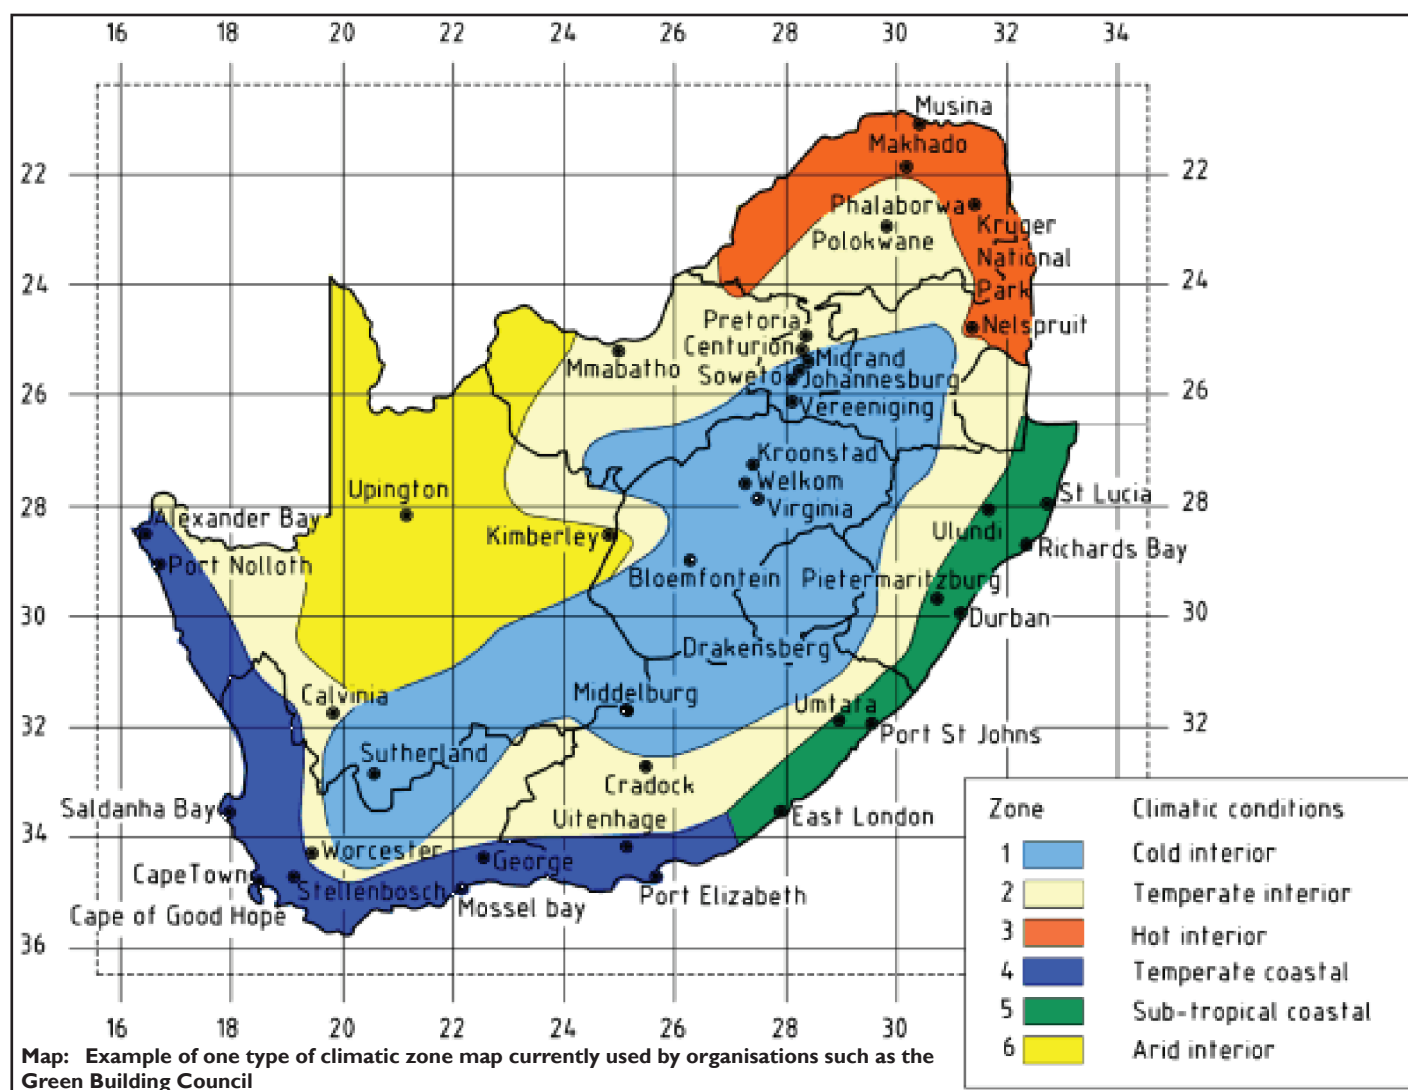 16 18 20 22 24 26 28 30 32 34
Musina
Makhado
22 22
Phalaborwa
Kruger
Polokwane
National
24 24
Park
Pretoria
Nelspruit
Centurion
Midrand
Mmabatho
Soweto
Johannesburg
26 26
Vereeniging
Kroonstad
Upington
Welkom
St Lucia
28 28
Virginia
Alexander Bay
Ulundi
Kimberley
Richards Bay
Port Nolloth
Bloemfontein
Pietermaritzburg
30 30
Durban
Drakensberg
Calvinia
Middelburg
Umtata
32 32
Port St Johns
Sutherland
Cradock
Saldanha Bay
Uitenhage
East London
34
Worcester
George
CapeTown
Stellenbosch
Port Elizabeth
Cape of Good Hope
Mossel bay
36
16 18 20 22 24 26 28 30
Zone Climatic conditions
1 Cold interior
2 Temperate interior
3 Hot interior
4 Temperate coastal
5 Sub-tropical coastal
6 Arid interior
Map: Example of one type of climatic zone map currently used by organisations such as the
Green Building Council